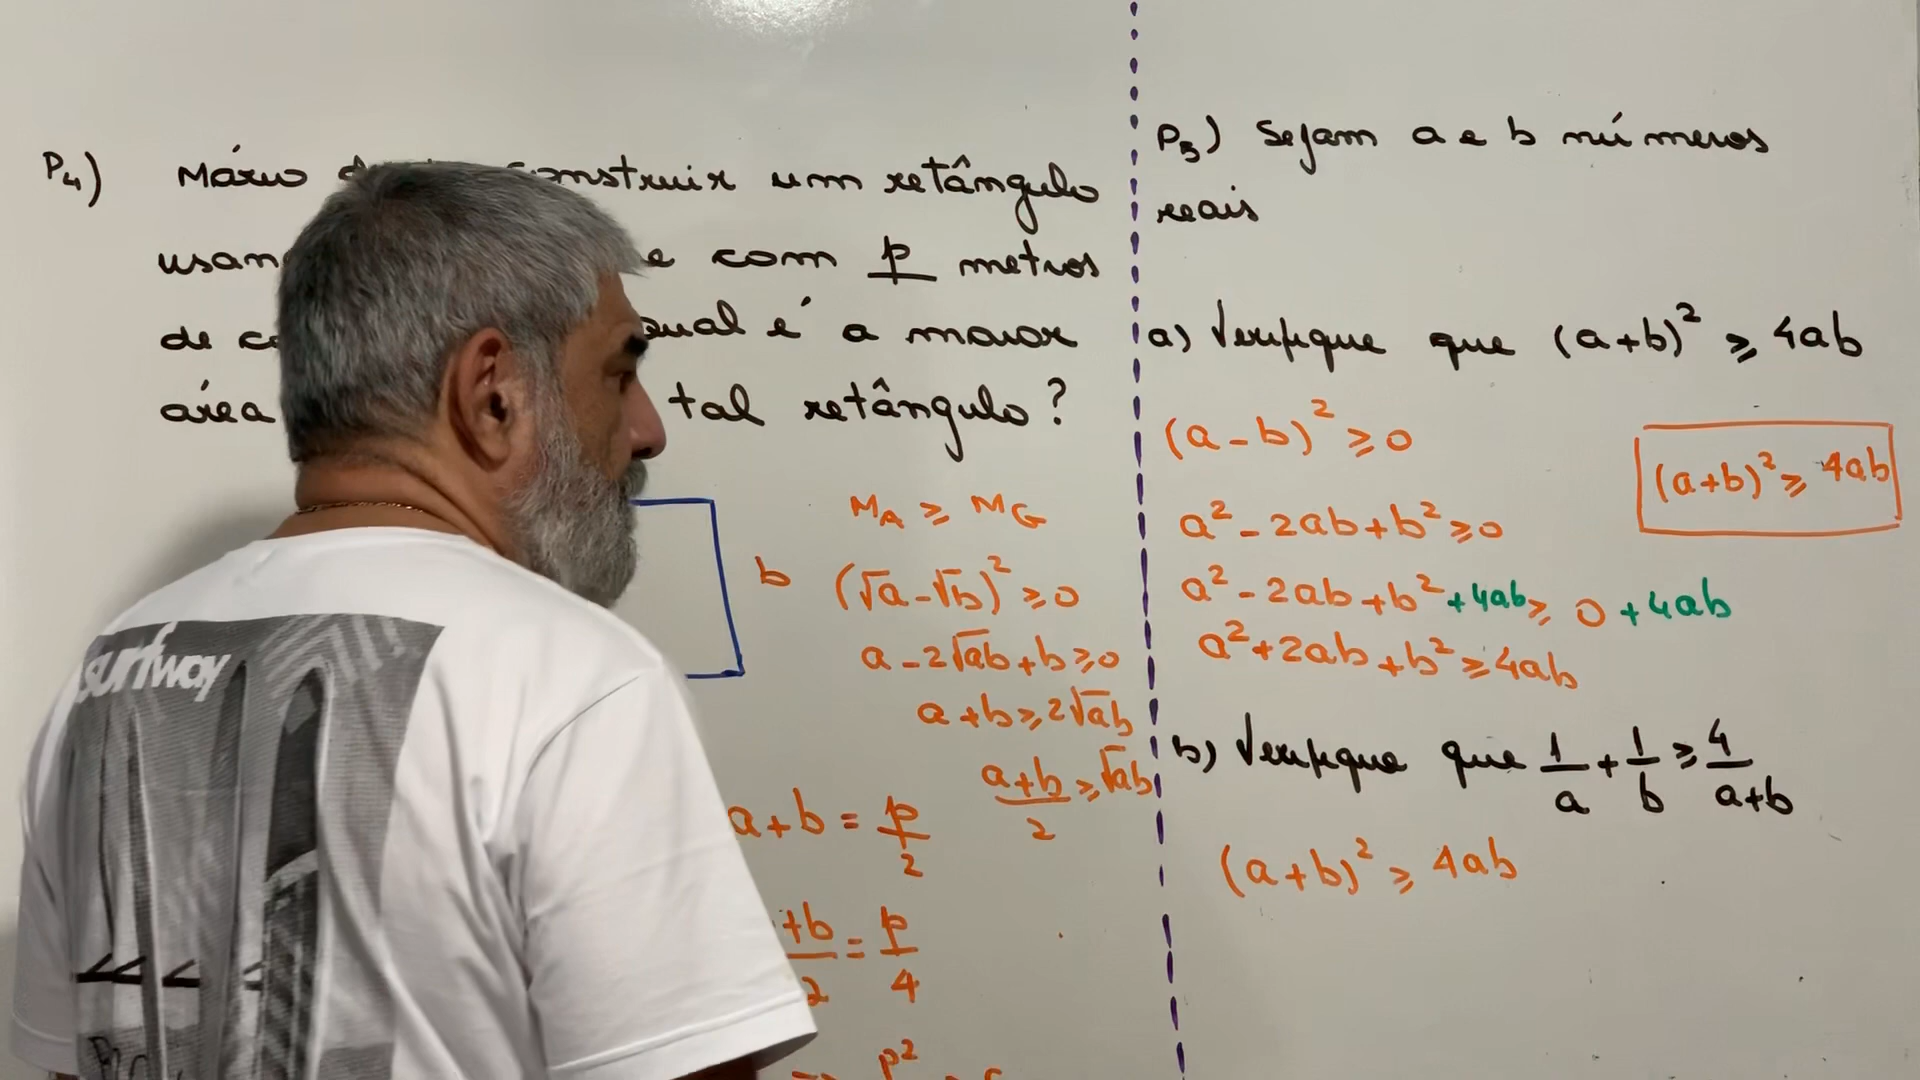 P4) Mário construir um retângulo
com p metros
de qual é a maior
área tal retângulo?
MA ≥ MG
b (√a-√b)² ≥ 0
a - 2√ab + b ≥ 0
a + b ≥ 2√ab
a+b/2 ≥ √ab
a+b = p/2
+b/2 = p/4
p²
P3) Sejam a e b números
reais
a) Verifique que (a+b)² ≥ 4ab
(a-b)² ≥ 0
(a+b)² ≥ 4ab
a² - 2ab + b² ≥ 0
a² - 2ab + b² + 4ab ≥ 0 + 4ab
a² + 2ab + b² ≥ 4ab
b) Verifique que 1/a + 1/b ≥ 4/a+b
(a+b)² ≥ 4ab
surfway